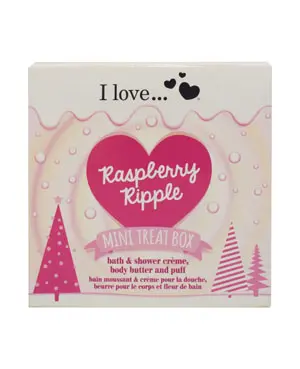 I love...
Raspberry
Ripple
MINI TREAT BOX
bath & shower crème,
body butter and puff
bain moussant & crème pour la douche,
beurre pour le corps et fleur de bain